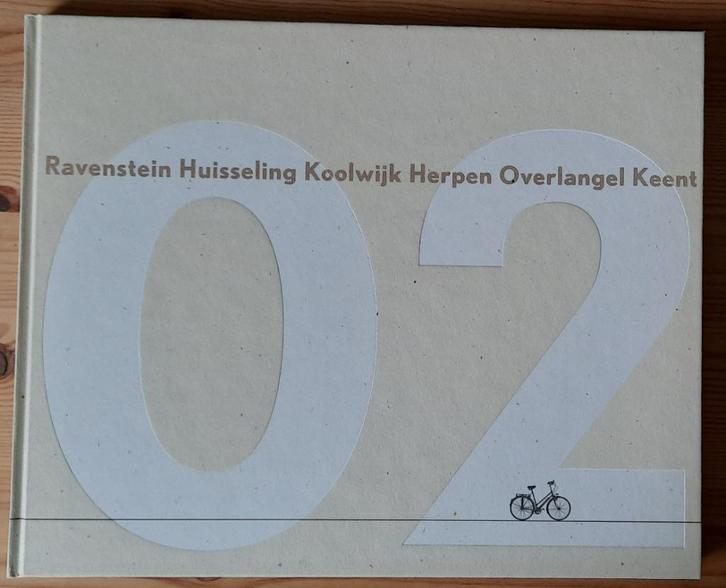 Ravenstein Huisseling Koolwijk Herpen Overlangel Keent
02